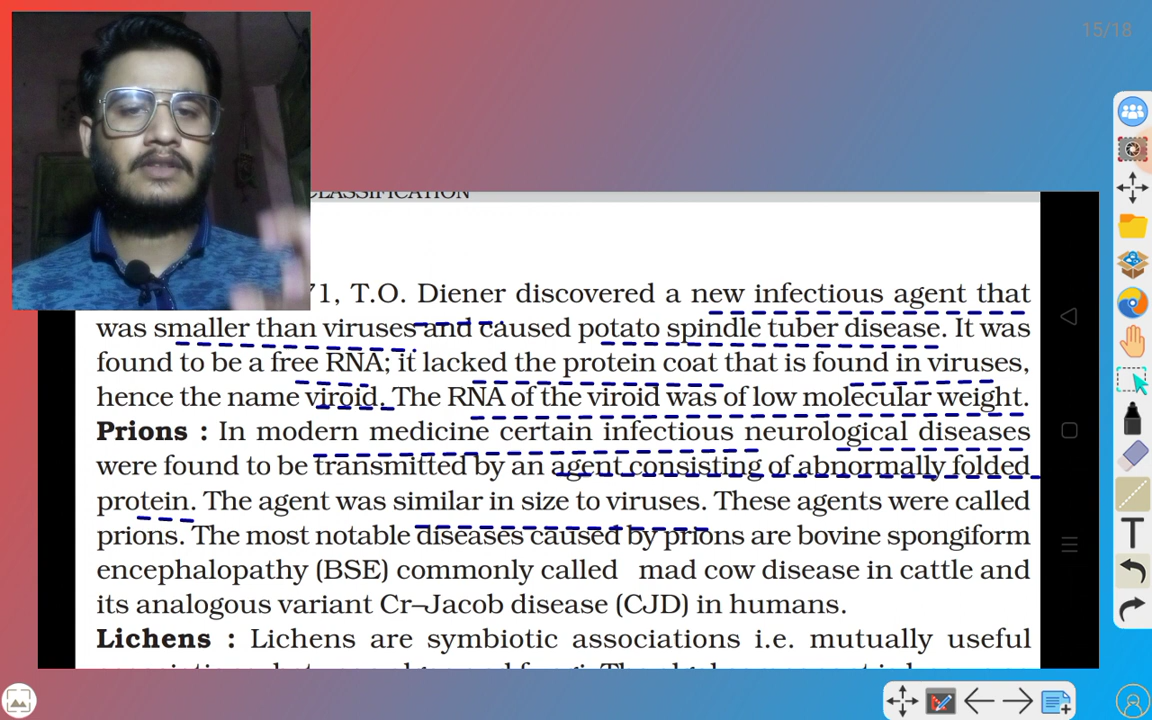 15/18
CLASSIFICATION
71, T.O. Diener discovered a new infectious agent that
was smaller than viruses and caused potato spindle tuber disease. It was
found to be a free RNA; it lacked the protein coat that is found in viruses,
hence the name viroid. The RNA of the viroid was of low molecular weight.
Prions : In modern medicine certain infectious neurological diseases
were found to be transmitted by an agent consisting of abnormally folded
protein. The agent was similar in size to viruses. These agents were called
prions. The most notable diseases caused by prions are bovine spongiform
encephalopathy (BSE) commonly called mad cow disease in cattle and
its analogous variant Cr–Jacob disease (CJD) in humans.
Lichens : Lichens are symbiotic associations i.e. mutually useful